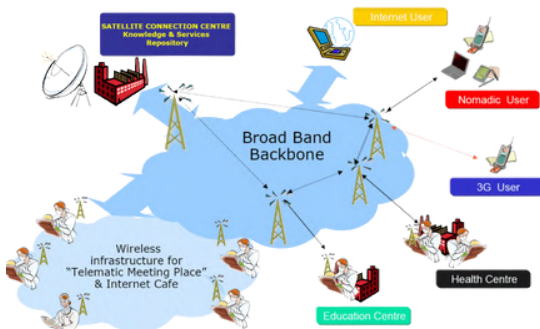 SATELLITE CONNECTION CENTRE
Knowledge & Services
Repository
Internet User
Nomadic User
Broad Band
Backbone
3G User
Wireless
infrastructure for
"Telematic Meeting Place"
& Internet Cafe
Health Centre
Education Centre